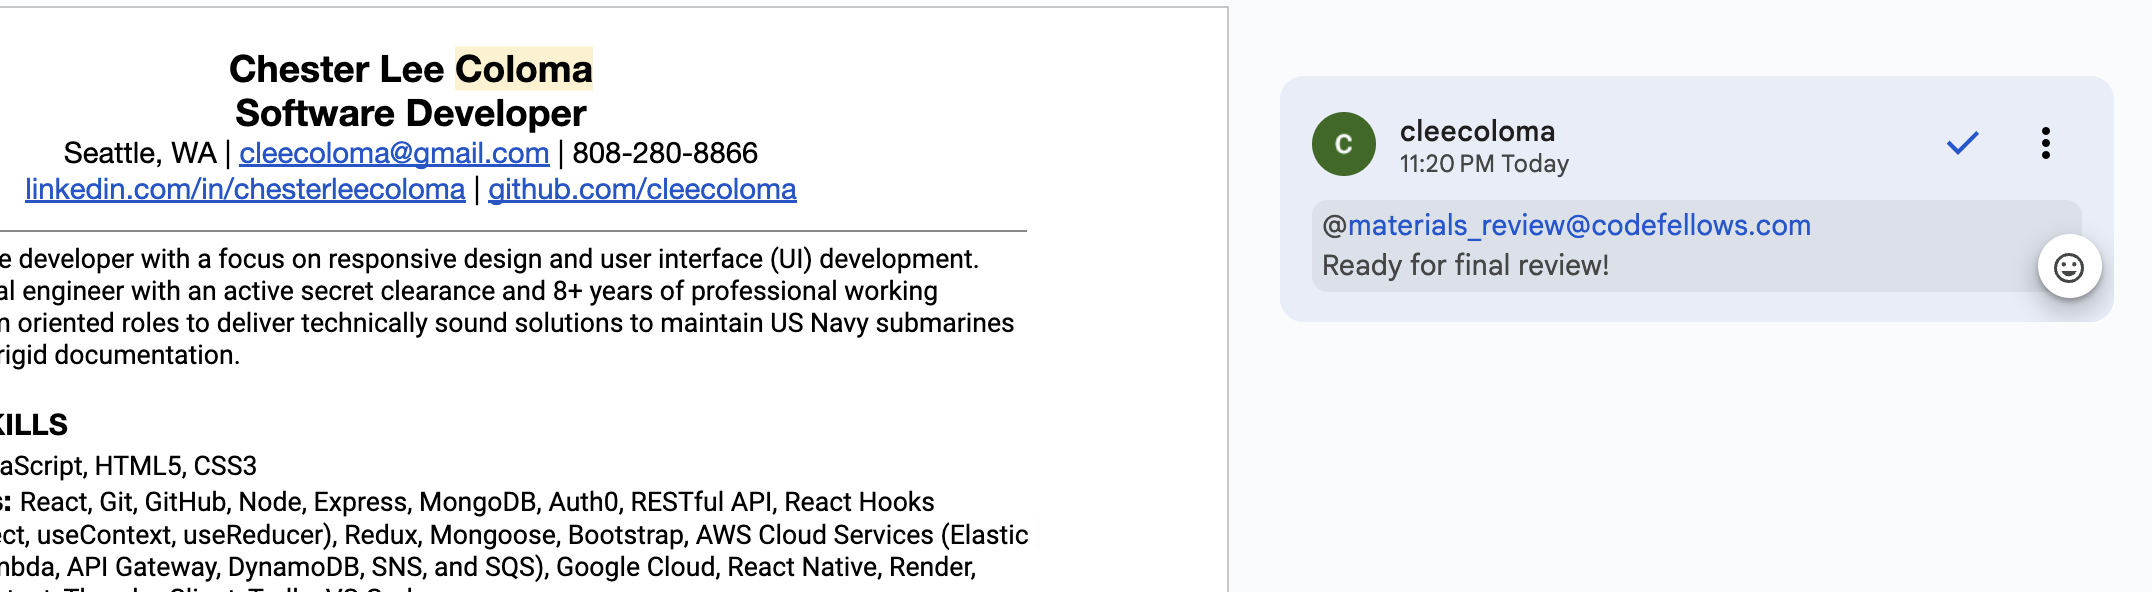 Chester Lee Coloma
Software Developer
Seattle, WA | cleecoloma@gmail.com | 808-280-8866
linkedin.com/in/chesterleecoloma | github.com/cleecoloma
developer with a focus on responsive design and user interface (UI) development.
engineer with an active secret clearance and 8+ years of professional working
oriented roles to deliver technically sound solutions to maintain US Navy submarines
rigid documentation.
KILLS
aScript, HTML5, CSS3
React, Git, GitHub, Node, Express, MongoDB, Auth0, RESTful API, React Hooks
ect, useContext, useReducer), Redux, Mongoose, Bootstrap, AWS Cloud Services (Elastic
mbda, API Gateway, DynamoDB, SNS, and SQS), Google Cloud, React Native, Render,
C
cleecoloma
11:20 PM Today
@materials_review@codefellows.com
Ready for final review!